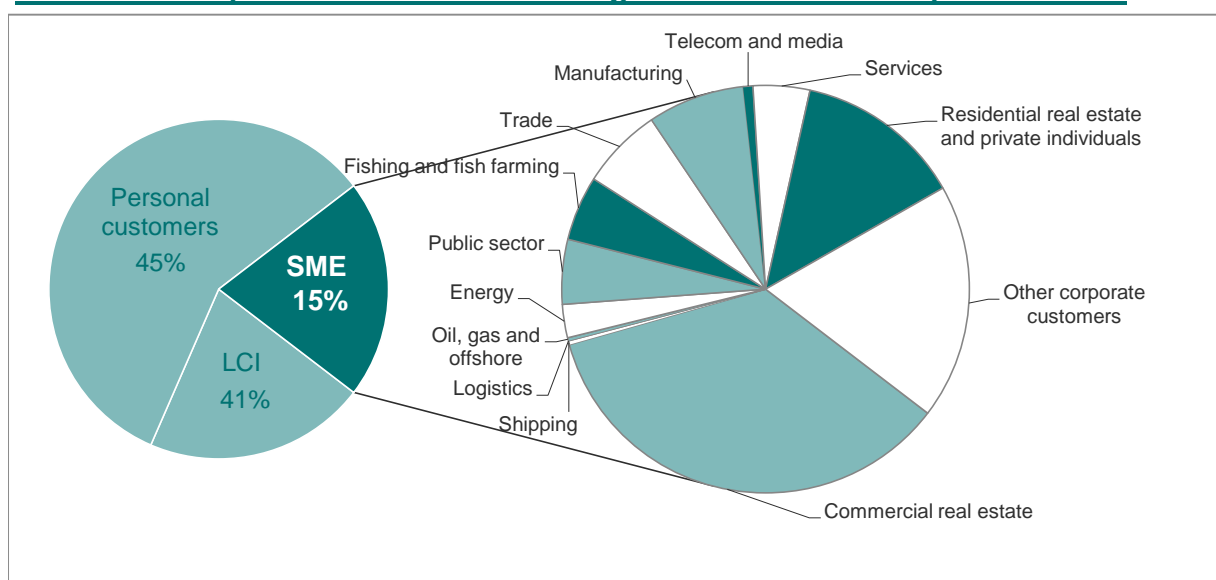 Telecom and media
Manufacturing
Services
Trade
Residential real estate
and private individuals
Fishing and fish farming
Personal
customers
45%
SME
15%
Public sector
Energy
Other corporate
customers
Oil, gas and
offshore
LCI
41%
Logistics
Shipping
Commercial real estate